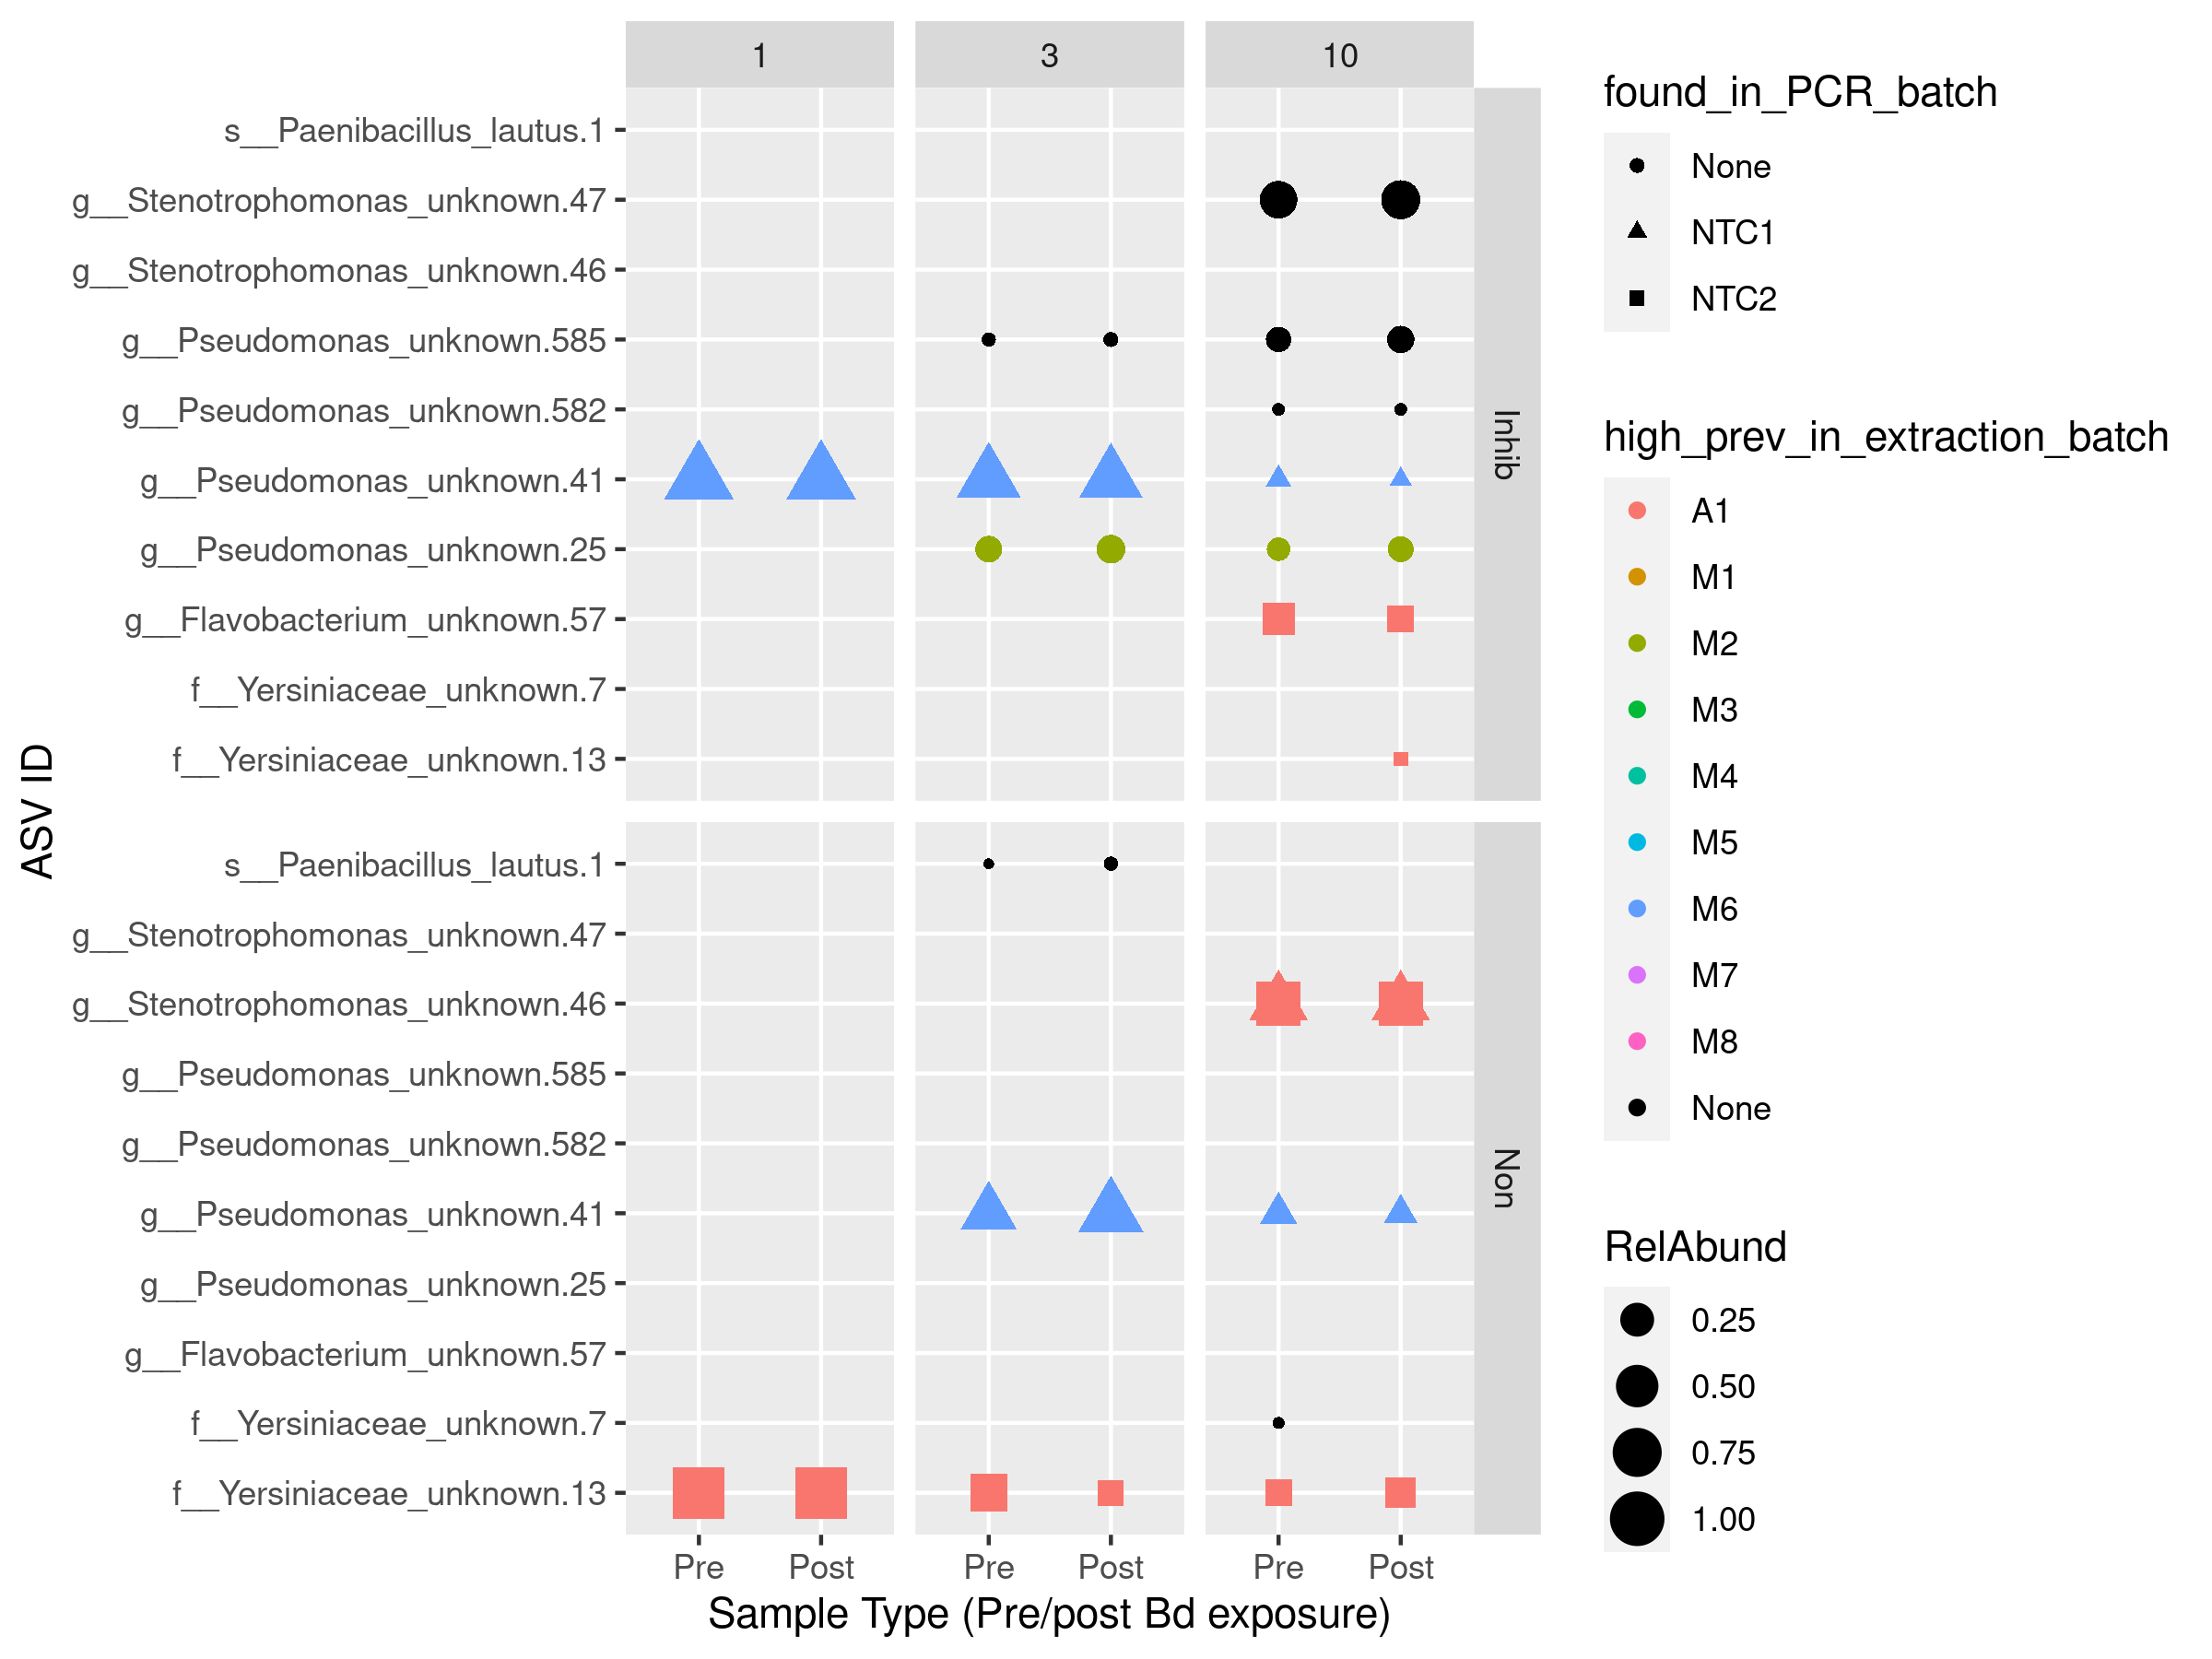 1
3
10
s__Paenibacillus_lautus.1
g__Stenotrophomonas_unknown.47
g__Stenotrophomonas_unknown.46
g__Pseudomonas_unknown.585
g__Pseudomonas_unknown.582
g__Pseudomonas_unknown.41
g__Pseudomonas_unknown.25
g__Flavobacterium_unknown.57
f__Yersiniaceae_unknown.7
f__Yersiniaceae_unknown.13
Inhib
s__Paenibacillus_lautus.1
g__Stenotrophomonas_unknown.47
g__Stenotrophomonas_unknown.46
g__Pseudomonas_unknown.585
g__Pseudomonas_unknown.582
g__Pseudomonas_unknown.41
g__Pseudomonas_unknown.25
g__Flavobacterium_unknown.57
f__Yersiniaceae_unknown.7
f__Yersiniaceae_unknown.13
Non
ASV ID
Pre Post Pre Post Pre Post
Sample Type (Pre/post Bd exposure)
found_in_PCR_batch
None
NTC1
NTC2
high_prev_in_extraction_batch
A1
M1
M2
M3
M4
M5
M6
M7
M8
None
RelAbund
0.25
0.50
0.75
1.00